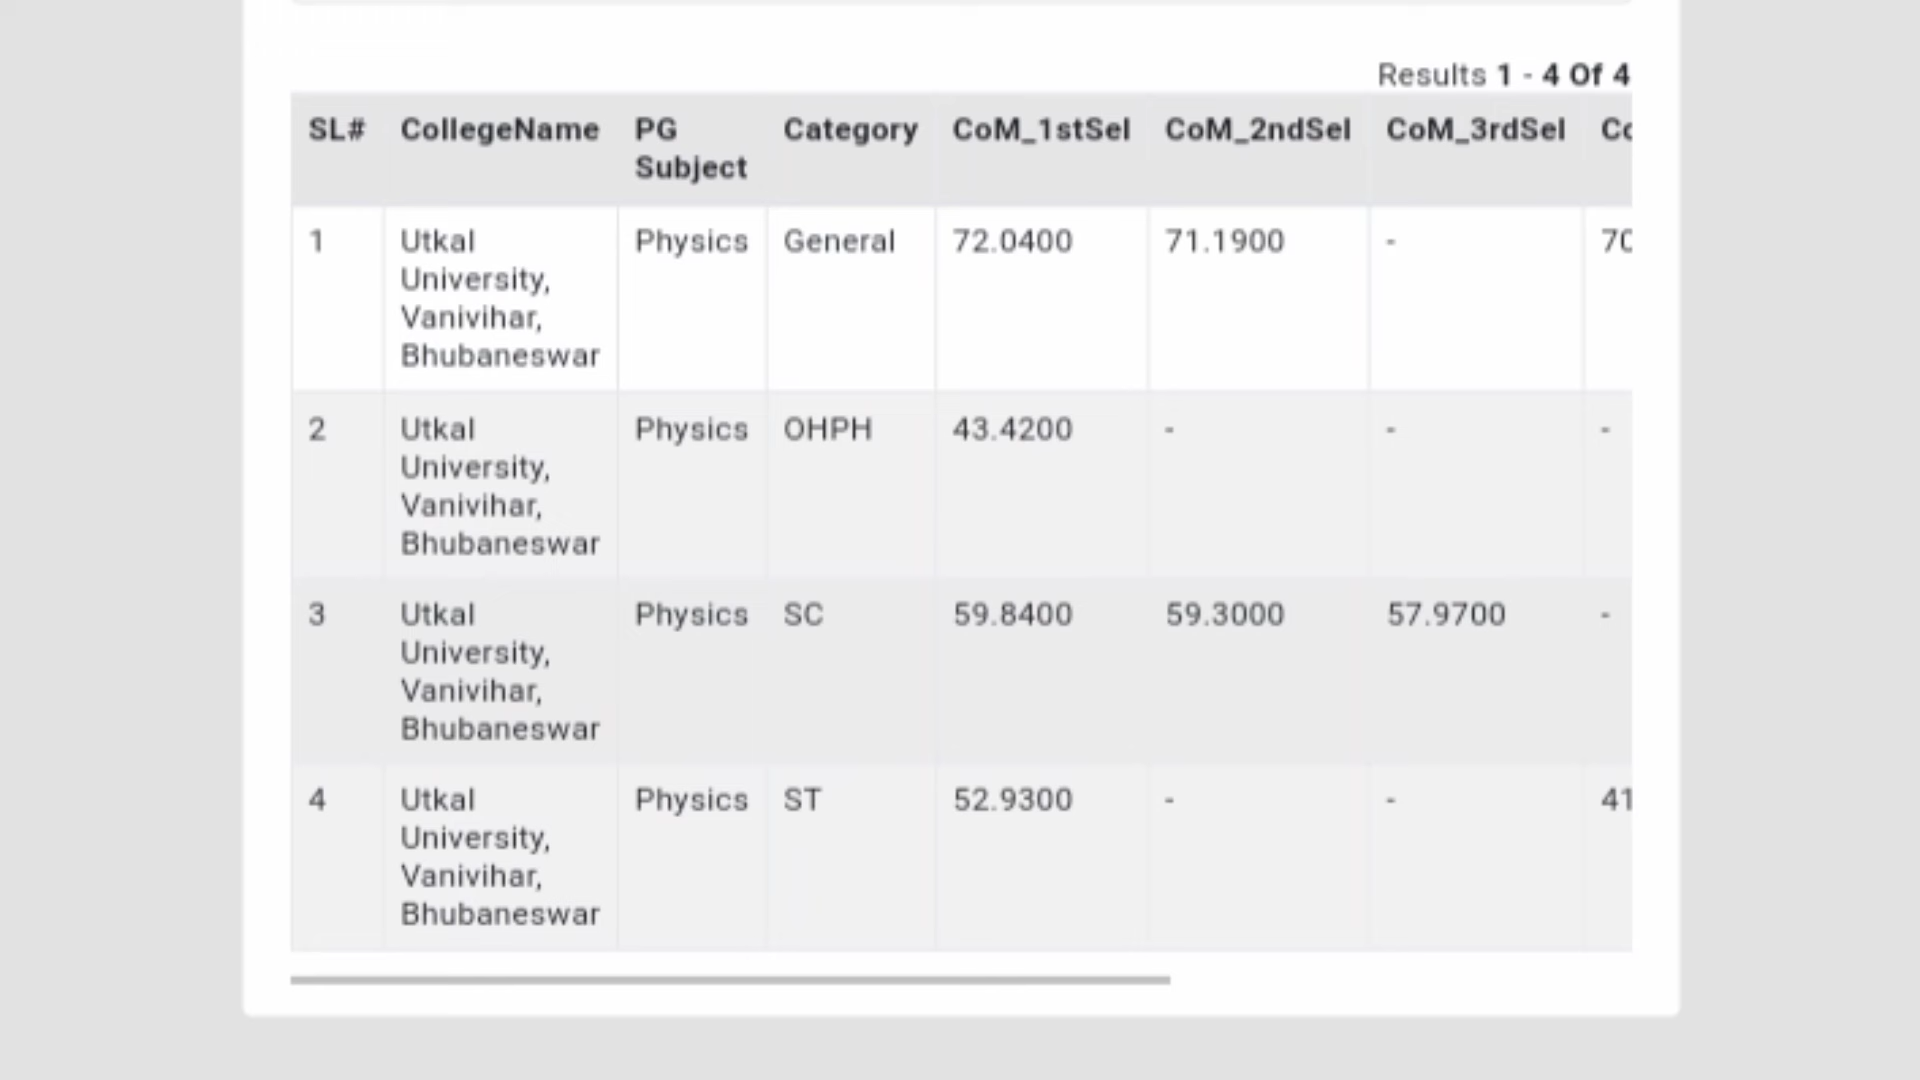 Results 1 - 4 Of 4
SL# CollegeName PG Subject Category CoM_1stSel CoM_2ndSel CoM_3rdSel
1 Utkal University, Vanivihar, Bhubaneswar Physics General 72.0400 71.1900 -
2 Utkal University, Vanivihar, Bhubaneswar Physics OHPH 43.4200 - - -
3 Utkal University, Vanivihar, Bhubaneswar Physics SC 59.8400 59.3000 57.9700 -
4 Utkal University, Vanivihar, Bhubaneswar Physics ST 52.9300 - - 41